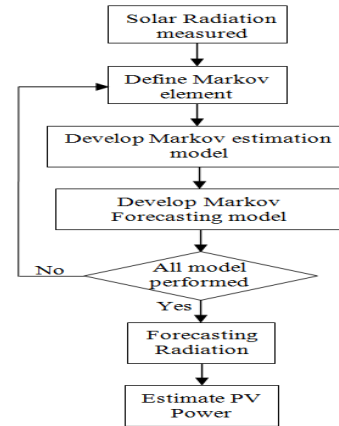 Solar Radiation
measured
Define Markov
element
Develop Markov estimation
model
Develop Markov
Forecasting model
All model
performed
No
Yes
Forecasting
Radiation
Estimate PV
Power